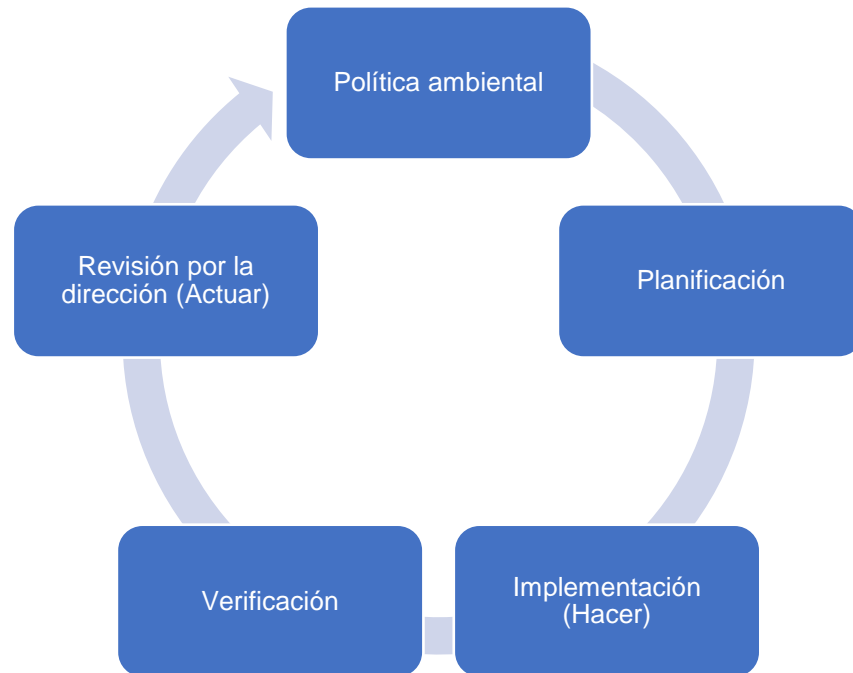 Política ambiental
Planificación
Implementación
(Hacer)
Verificación
Revisión por la
dirección (Actuar)